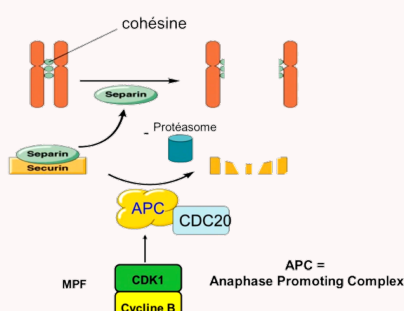 cohésine
Separin
- Protéasome
Separin
Securin
APC
CDC20
MPF
CDK1
Cycline B
APC =
Anaphase Promoting Complex